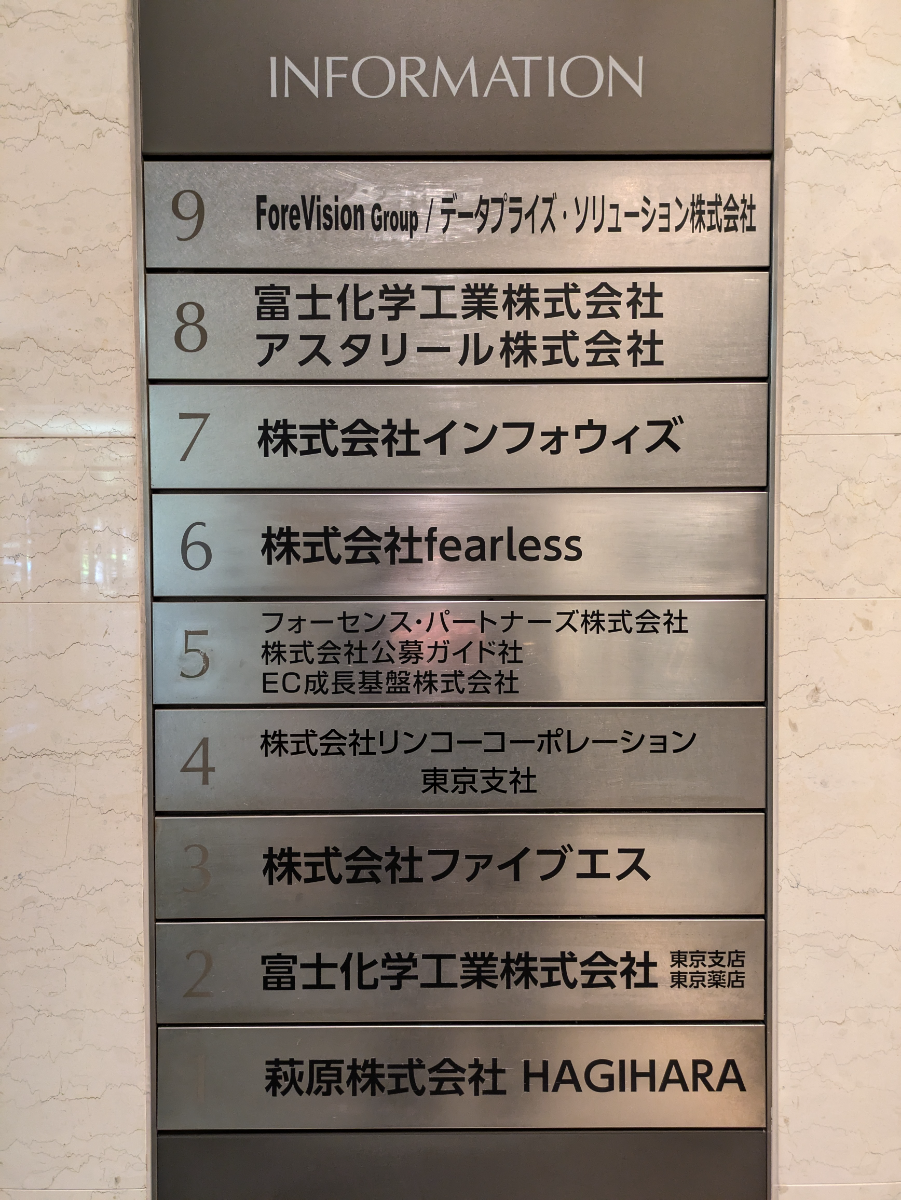 INFORMATION
9 ForeVision Group / データプライズ・ソリューション株式会社
8 富士化学工業株式会社
アスタリール株式会社
7 株式会社インフォウィズ
6 株式会社fearless
5 フォーセンス・パートナーズ株式会社
株式会社公募ガイド社
EC成長基盤株式会社
4 株式会社リンコーコーポレーション
東京支社
3 株式会社ファイブエス
2 富士化学工業株式会社 東京支店
東京薬店
1 萩原株式会社 HAGIHARA